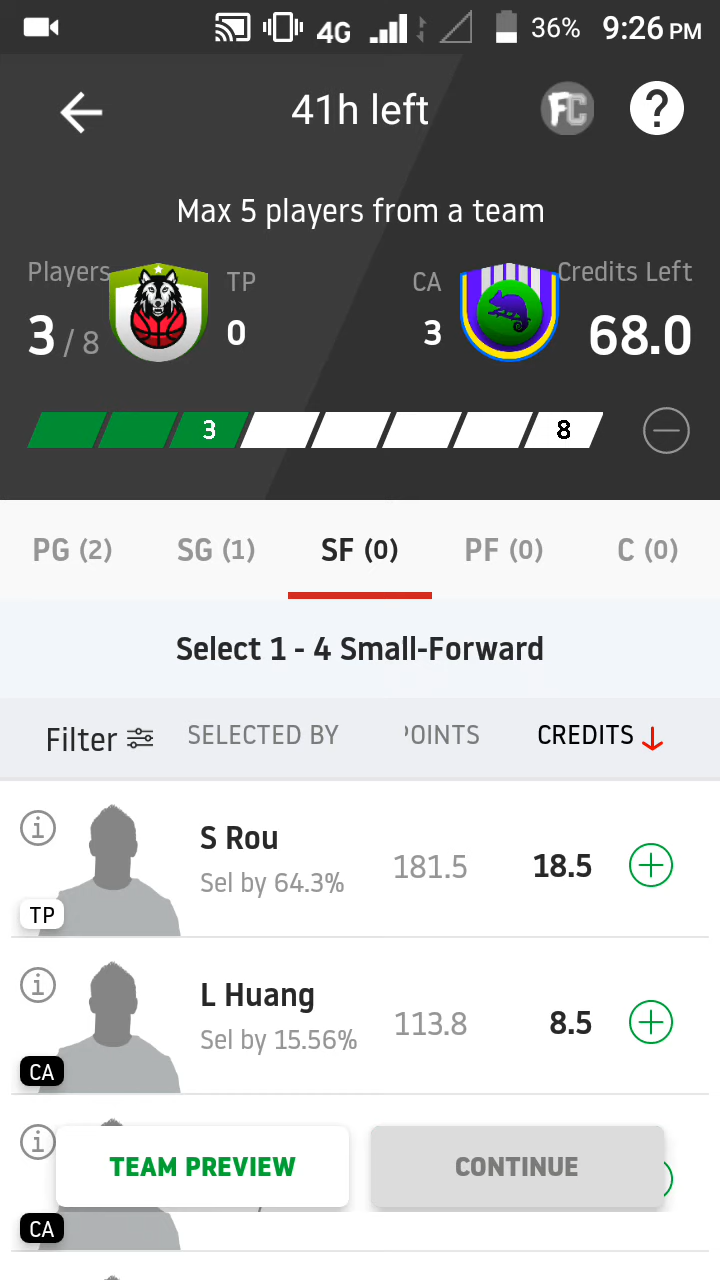 4G 36% 9:26 PM
41h left FC ?
Max 5 players from a team
Players TP CA Credits Left
3 / 8 0 3 68.0
3 8
PG (2) SG (1) SF (0) PF (0) C (0)
Select 1 - 4 Small-Forward
Filter SELECTED BY POINTS CREDITS
S Rou
181.5 18.5
Sel by 64.3%
TP
L Huang
113.8 8.5
Sel by 15.56%
CA
TEAM PREVIEW CONTINUE
CA